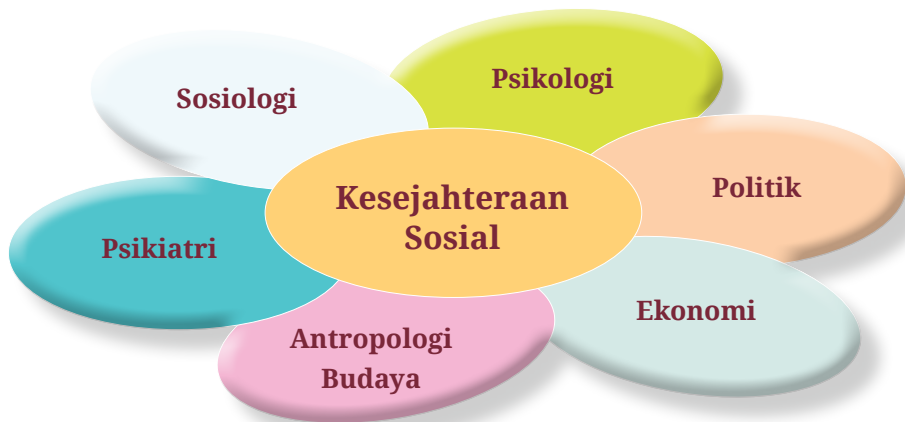 Sosiologi
Psikologi
Politik
Kesejahteraan
Sosial
Psikiatri
Ekonomi
Antropologi
Budaya